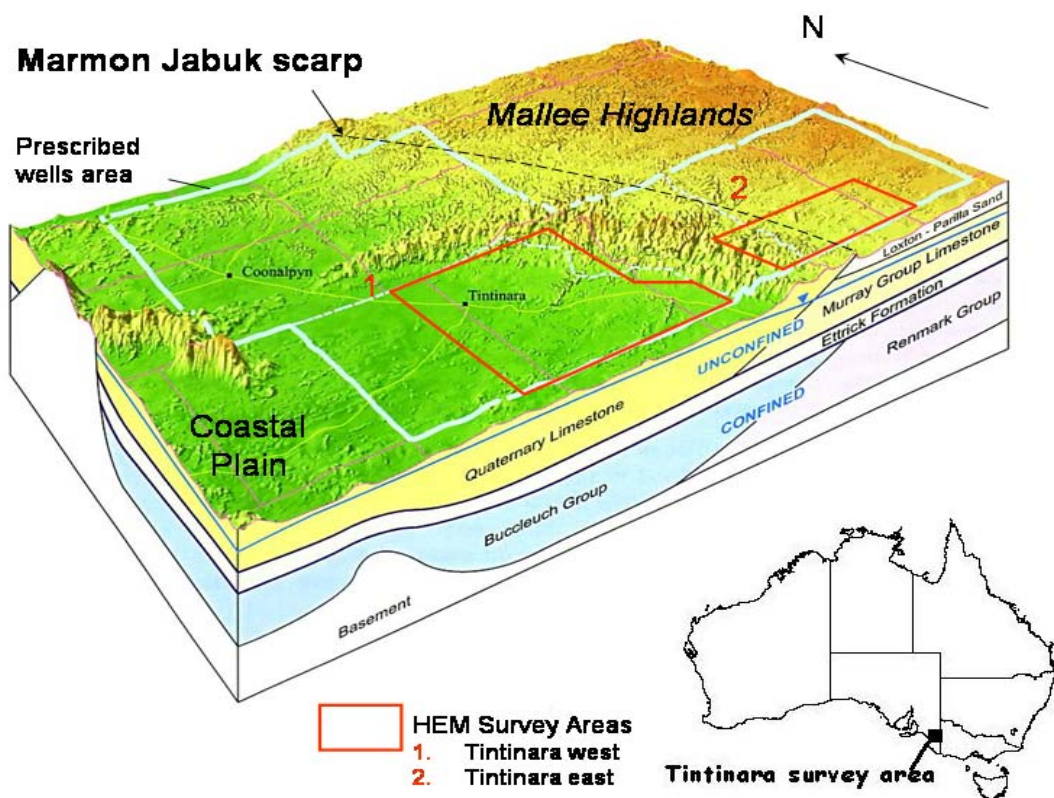 N
Marmon Jabuk scarp
Mallee Highlands
Prescribed
wells area
2
Loxton - Parilla Sand
Coonalpyn
1
Tintinara
Murray Group Limestone
Ettrick Formation
UNCONFINED
Renmark Group
Coastal
Plain
Quaternary Limestone
CONFINED
Buccleuch Group
Basement
HEM Survey Areas
1. Tintinara west
2. Tintinara east
Tintinara survey area